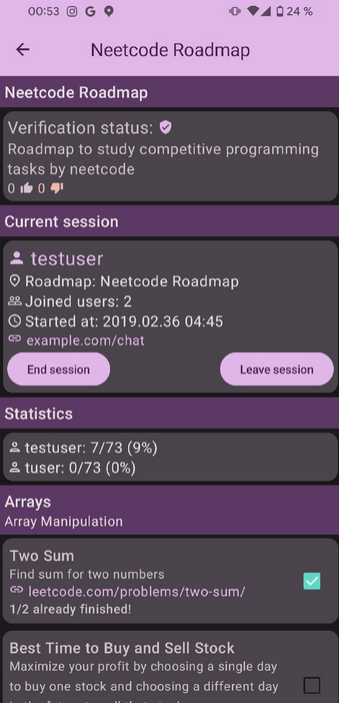 00:53 24 %
Neetcode Roadmap
Neetcode Roadmap
Verification status:
Roadmap to study competitive programming
tasks by neetcode
0 0
Current session
testuser
Roadmap: Neetcode Roadmap
Joined users: 2
Started at: 2019.02.36 04:45
example.com/chat
End session Leave session
Statistics
testuser: 7/73 (9%)
tuser: 0/73 (0%)
Arrays
Array Manipulation
Two Sum
Find sum for two numbers
leetcode.com/problems/two-sum/
1/2 already finished!
Best Time to Buy and Sell Stock
Maximize your profit by choosing a single day
to buy one stock and choosing a different day